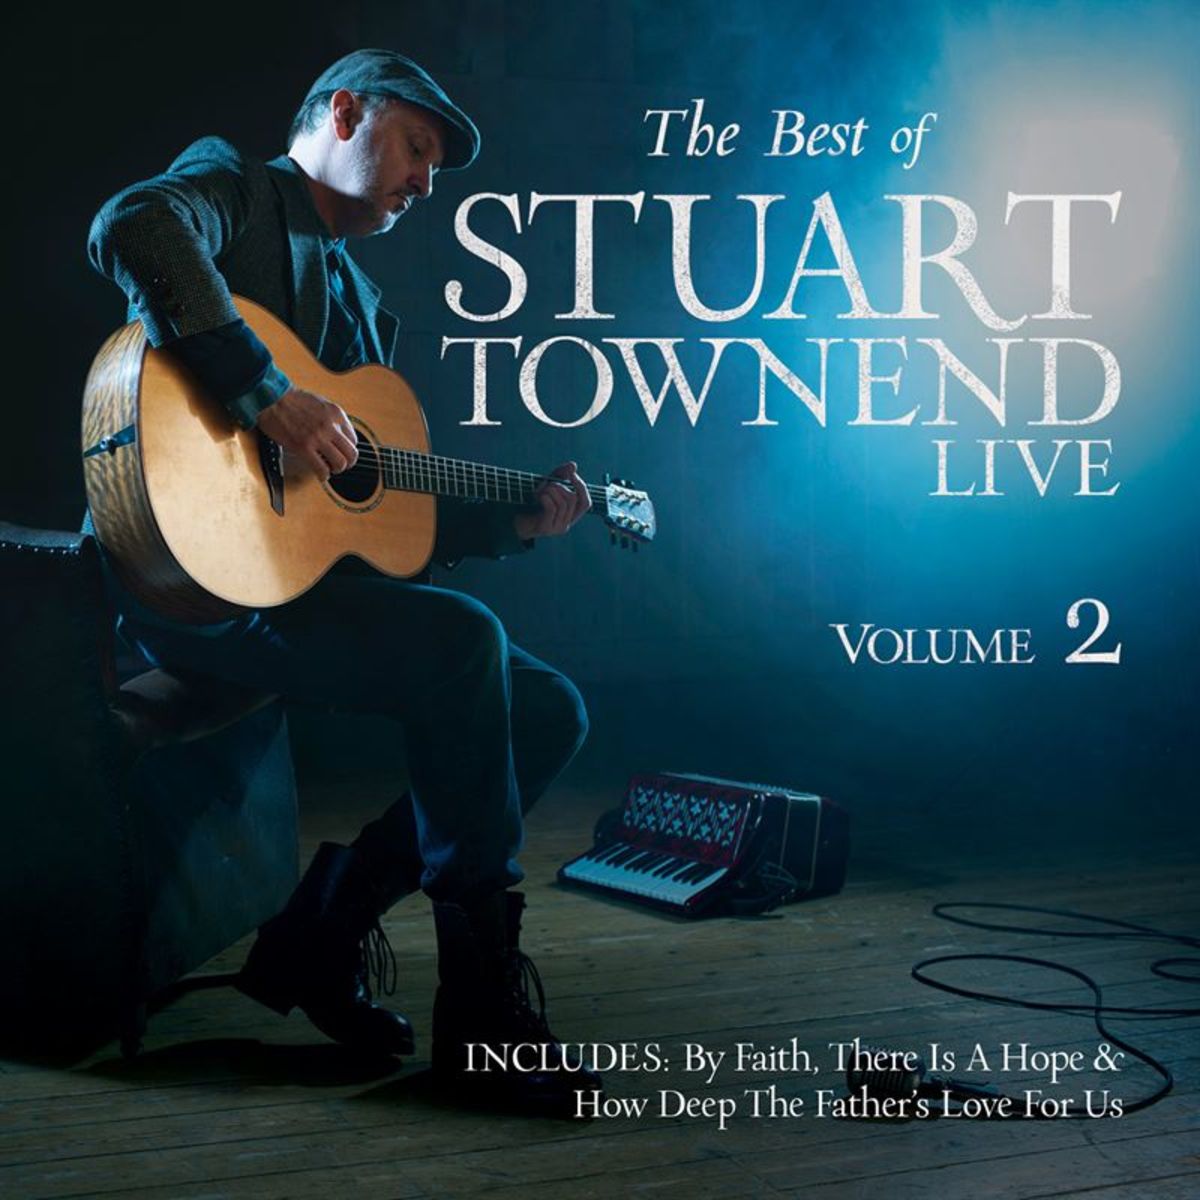 The Best of
STUART
TOWNEND
LIVE
VOLUME 2
INCLUDES: By Faith, There Is A Hope &
How Deep The Father's Love For Us